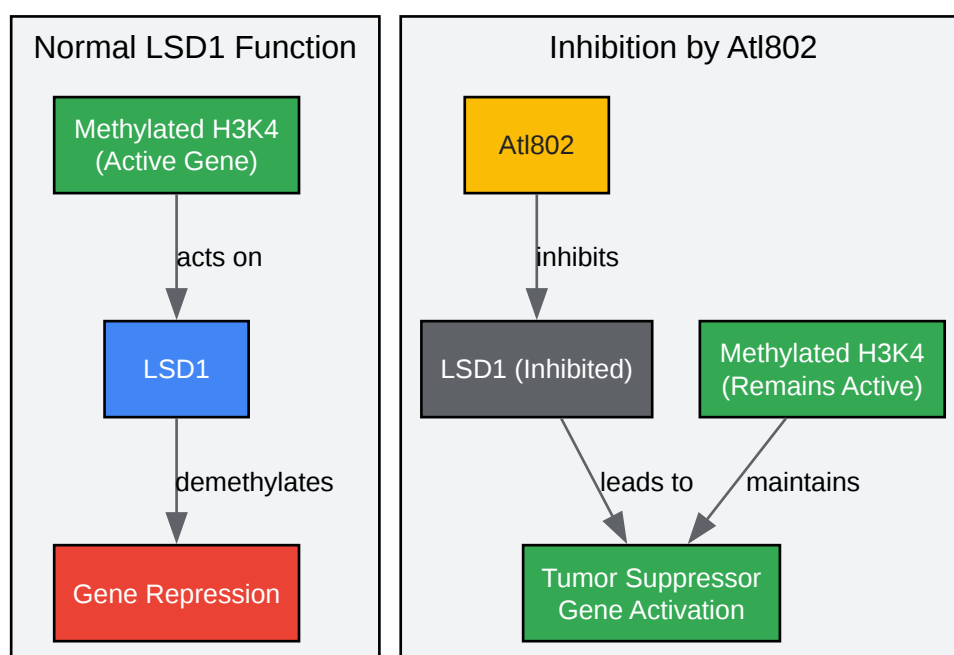 Normal LSD1 Function
Methylated H3K4
(Active Gene)
acts on
LSD1
demethylates
Gene Repression
Inhibition by Atl802
Atl802
inhibits
LSD1 (Inhibited)
Methylated H3K4
(Remains Active)
leads to
maintains
Tumor Suppressor
Gene Activation